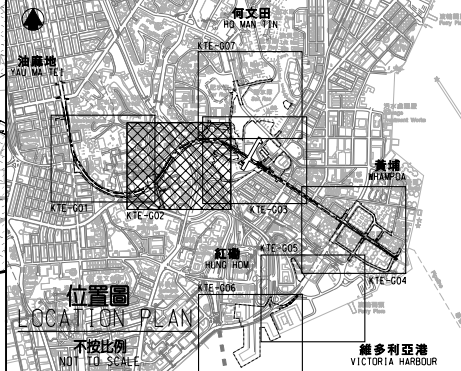 何文田
HO MAN TIN
KTE-G07
油麻地
YAU MA TEI
黃埔
WHAMPOA
KTE-G01
KTE-G02
KTE-G03
紅磡
HUNG HOM
KTE-G05
KTE-G04
位置圖
LOCATION PLAN
KTE-G06
不按比例
NOT TO SCALE
維多利亞港
VICTORIA HARBOUR